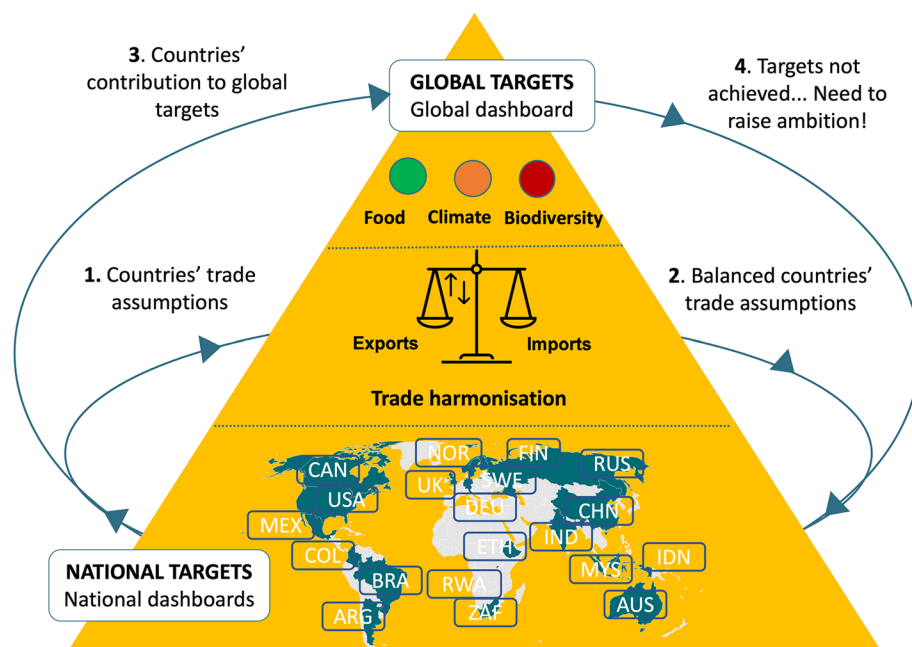 3. Countries'
contribution to global
targets
GLOBAL TARGETS
Global dashboard
4. Targets not
achieved... Need to
raise ambition!
Food
Climate
Biodiversity
1. Countries' trade
assumptions
2. Balanced countries'
trade assumptions
Exports
Imports
Trade harmonisation
NOR
FIN
RUS
CAN
UK
SWE
USA
DEU
CHN
MEX
IND
COL
ETH
IDN
MYS
BRA
RWA
AUS
ARG
ZAF
NATIONAL TARGETS
National dashboards